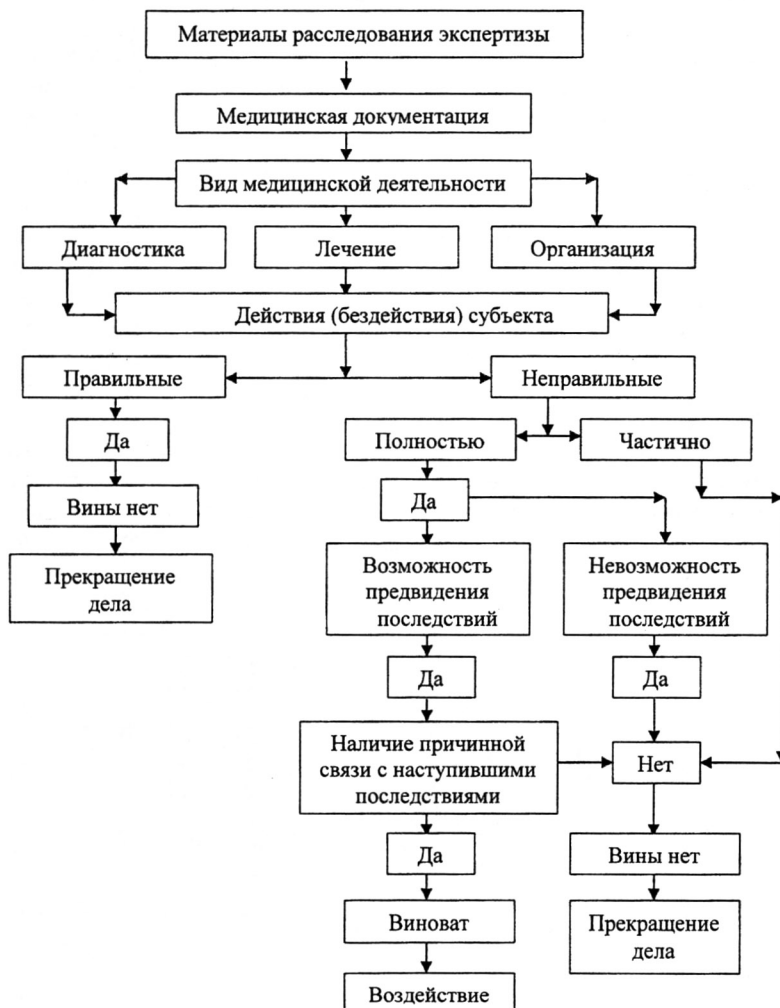 Материалы расследования экспертизы
Медицинская документация
Вид медицинской деятельности
Диагностика
Лечение
Организация
Действия (бездействия) субъекта
Правильные
Неправильные
Да
Полностью
Частично
Вины нет
Да
Прекращение
дела
Возможность
предвидения
последствий
Невозможность
предвидения
последствий
Да
Да
Наличие причинной
связи с наступившими
последствиями
Нет
Да
Вины нет
Виноват
Прекращение
дела
Воздействие